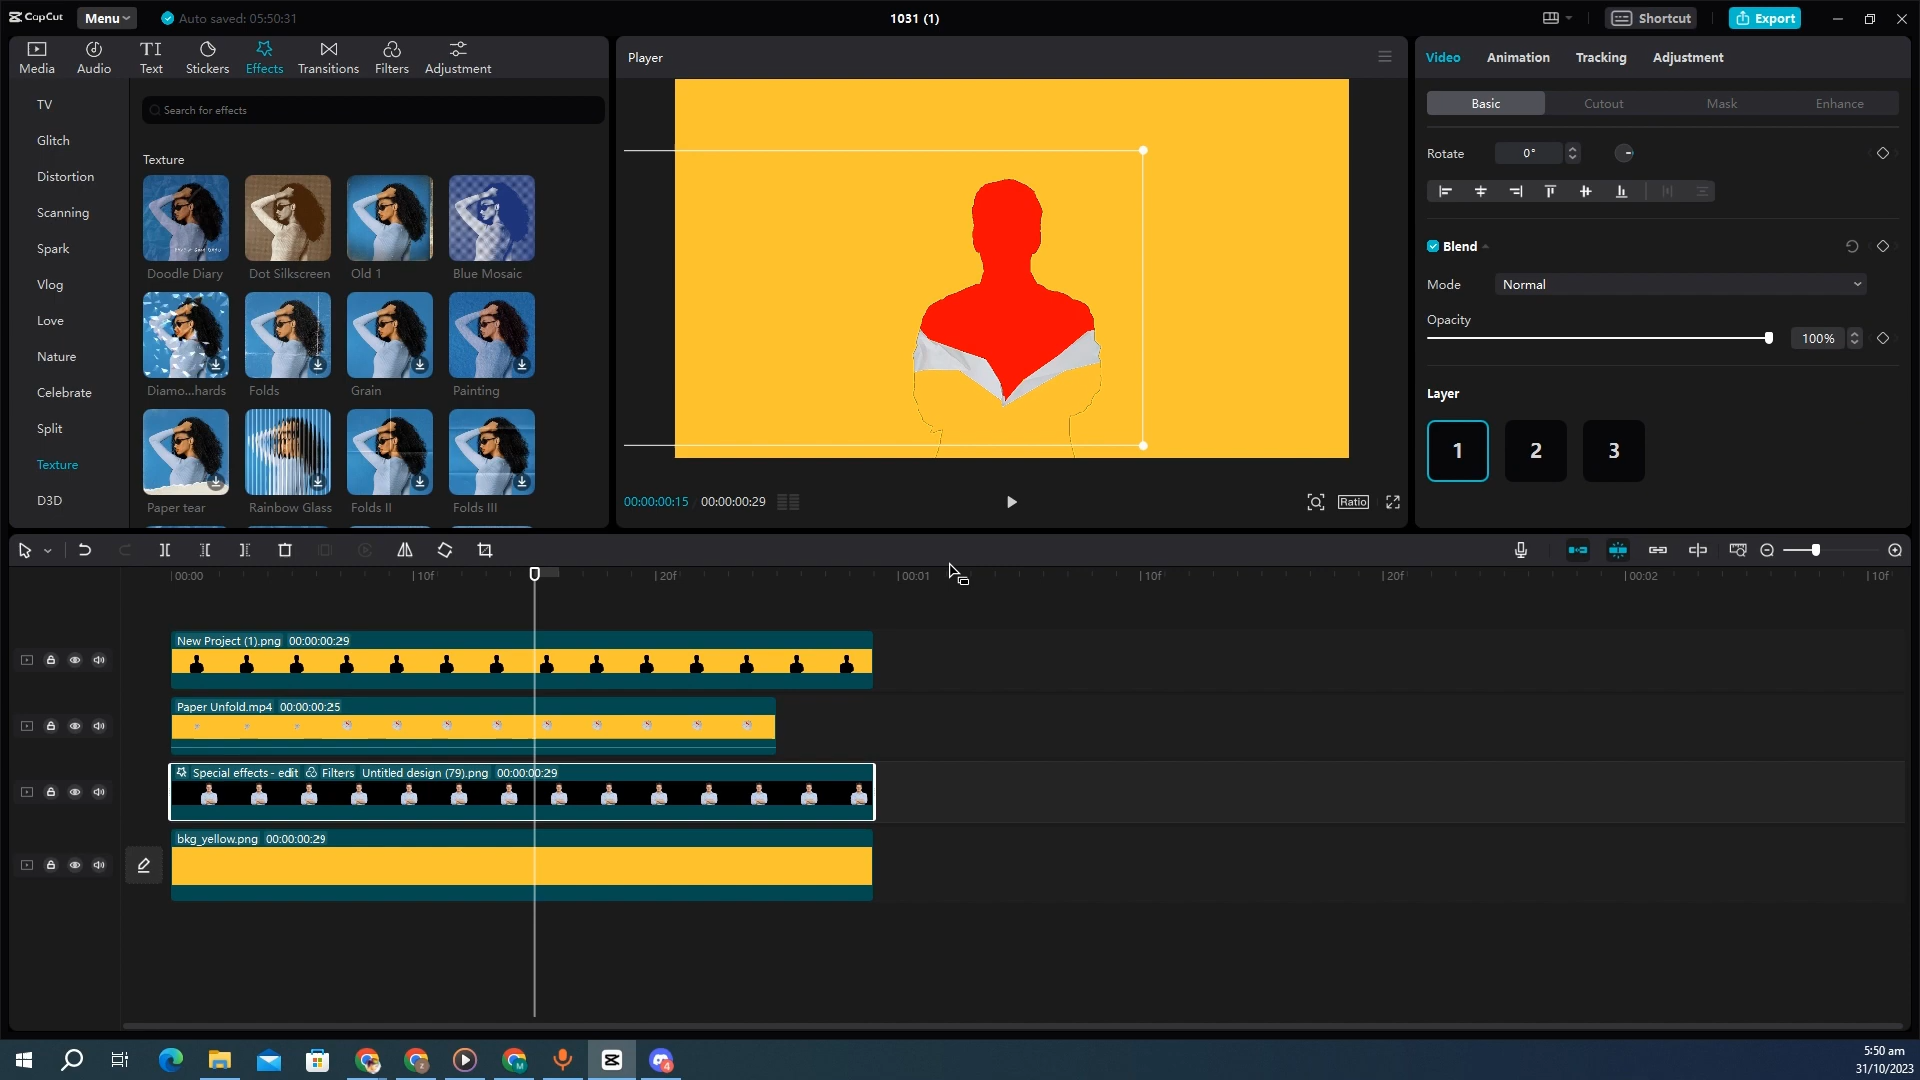 CapCut
Menu
Auto saved: 05:50:31
1031 (1)
Shortcut
Export
Media
Audio
TI
Text
Stickers
Effects
Transitions
Filters
Adjustment
TV
Glitch
Distortion
Scanning
Spark
Vlog
Love
Nature
Celebrate
Split
Texture
D3D
Search for effects
Texture
Doodle Diary
Dot Silkscreen
Old 1
Blue Mosaic
Diamo...hards
Folds
Grain
Painting
Paper tear
Rainbow Glass
Folds II
Folds III
Player
00:00:00:15
00:00:00:29
Ratio
Video
Animation
Tracking
Adjustment
Basic
Cutout
Mask
Enhance
Rotate
0°
Blend
Mode
Normal
Opacity
100%
Layer
1
2
3
00:00
10f
20f
00:01
10f
20f
00:02
10f
New Project (1).png 00:00:00:29
Paper Unfold.mp4 00:00:00:25
Special effects - edit Filters Untitled design (79).png 00:00:00:29
bkg_yellow.png 00:00:00:29
4
5:50 am
31/10/2023